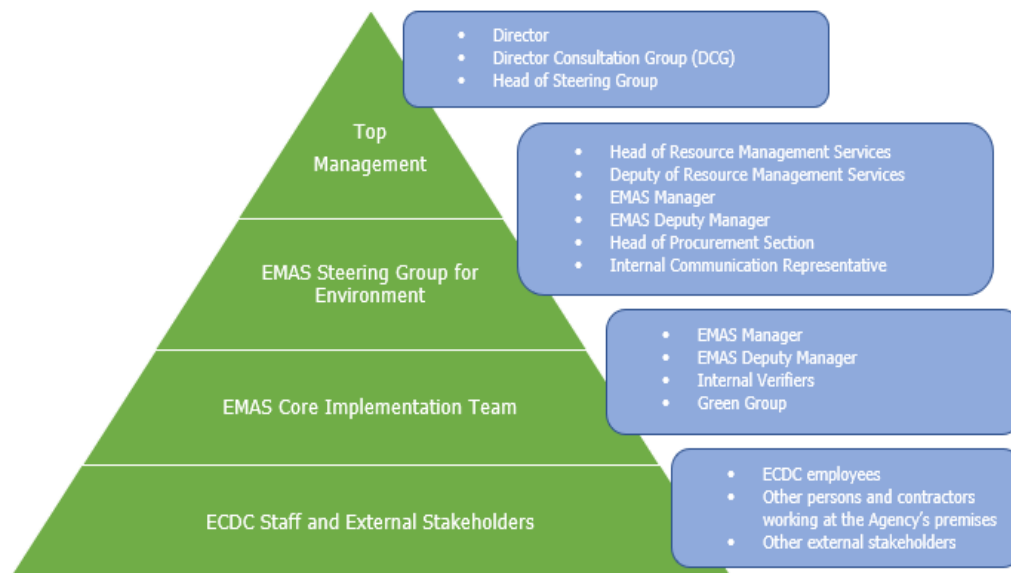 • Director
• Director Consultation Group (DCG)
• Head of Steering Group
Top
Management
• Head of Resource Management Services
• Deputy of Resource Management Services
• EMAS Manager
• EMAS Deputy Manager
• Head of Procurement Section
• Internal Communication Representative
EMAS Steering Group for
Environment
• EMAS Manager
• EMAS Deputy Manager
• Internal Verifiers
• Green Group
EMAS Core Implementation Team
• ECDC employees
• Other persons and contractors
working at the Agency's premises
• Other external stakeholders
ECDC Staff and External Stakeholders